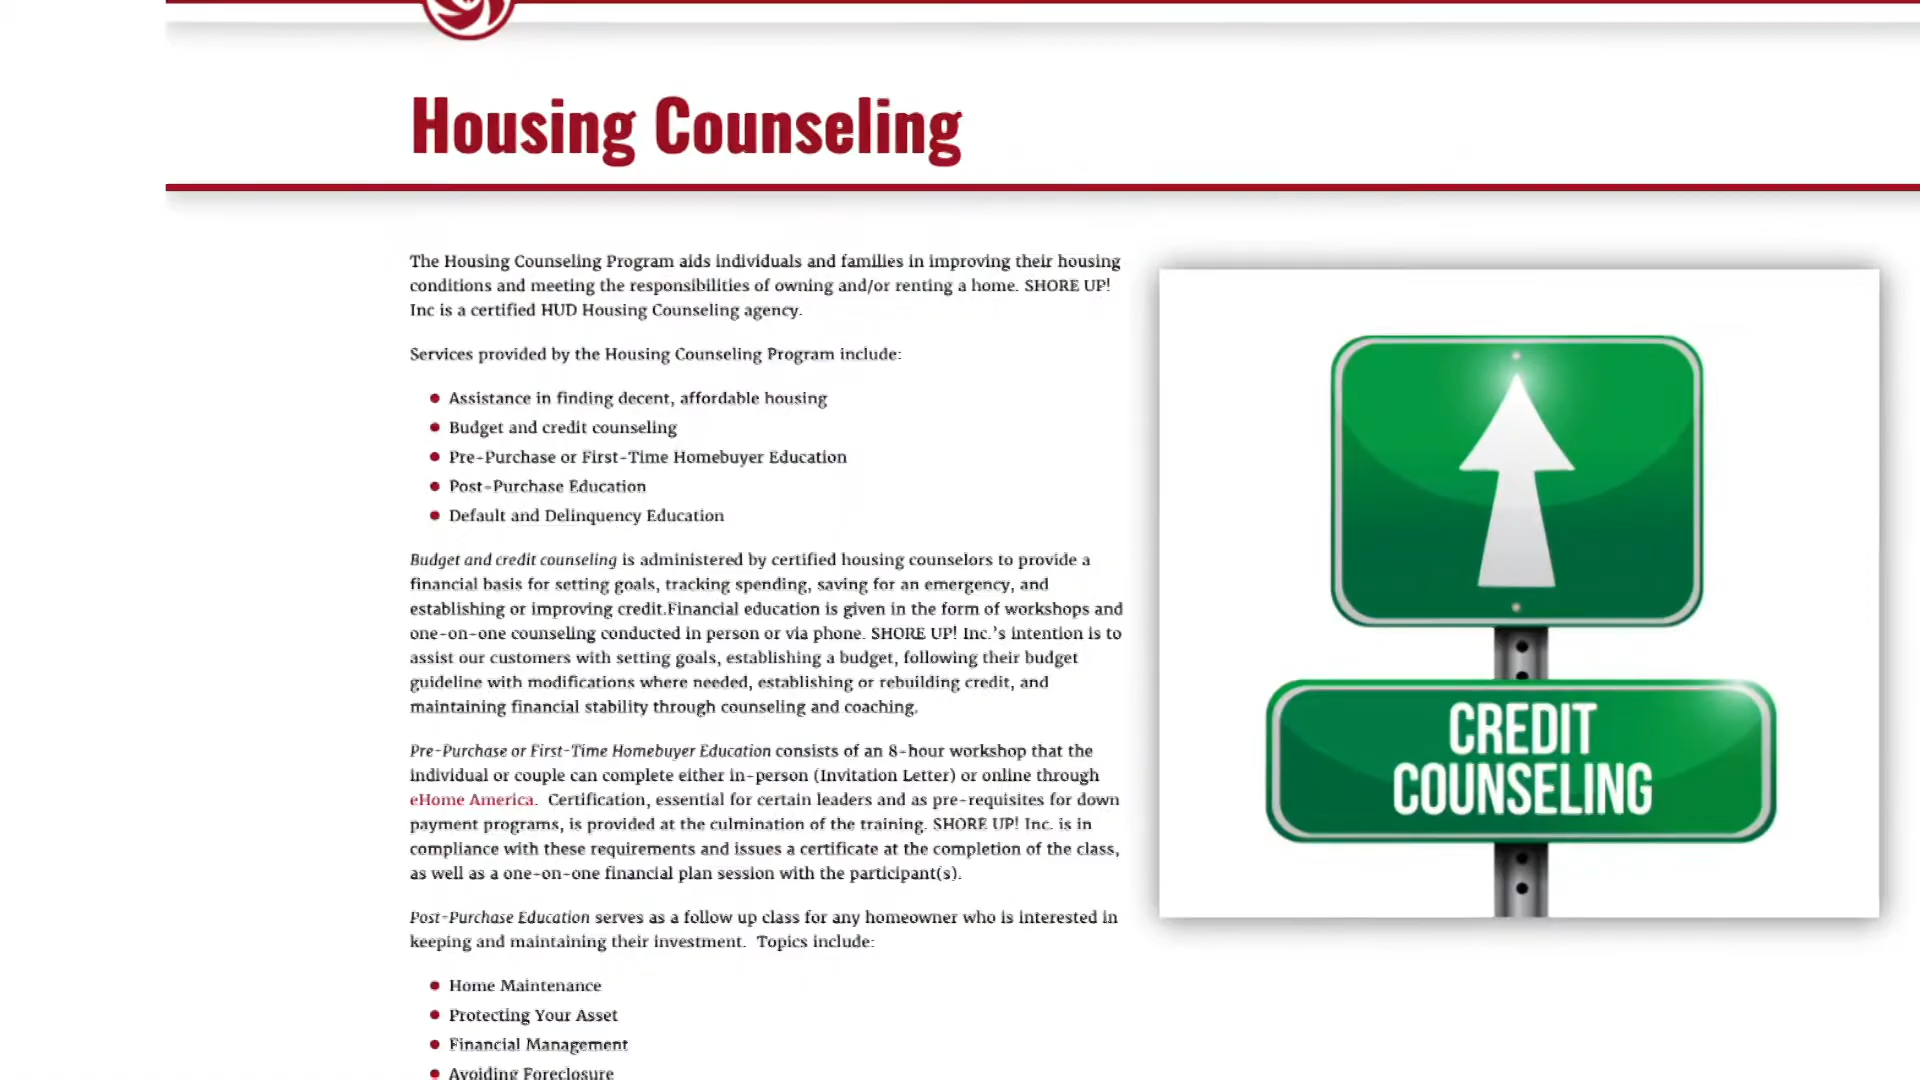 Housing Counseling
The Housing Counseling Program aids individuals and families in improving their housing
conditions and meeting the responsibilities of owning and/or renting a home. SHORE UP!
Inc is a certified HUD Housing Counseling agency.
Services provided by the Housing Counseling Program include:
Assistance in finding decent, affordable housing
Budget and credit counseling
Pre-Purchase or First-Time Homebuyer Education
Post-Purchase Education
Default and Delinquency Education
Budget and credit counseling is administered by certified housing counselors to provide a
financial basis for setting goals, tracking spending, saving for an emergency, and
establishing or improving credit.Financial education is given in the form of workshops and
one-on-one counseling conducted in person or via phone. SHORE UP! Inc.'s intention is to
assist our customers with setting goals, establishing a budget, following their budget
guideline with modifications where needed, establishing or rebuilding credit, and
maintaining financial stability through counseling and coaching.
Pre-Purchase or First-Time Homebuyer Education consists of an 8-hour workshop that the
individual or couple can complete either in-person (Invitation Letter) or online through
eHome America. Certification, essential for certain leaders and as pre-requisites for down
payment programs, is provided at the culmination of the training. SHORE UP! Inc. is in
compliance with these requirements and issues a certificate at the completion of the class,
as well as a one-on-one financial plan session with the participant(s).
Post-Purchase Education serves as a follow up class for any homeowner who is interested in
keeping and maintaining their investment. Topics include:
Home Maintenance
Protecting Your Asset
Financial Management
Avoiding Foreclosure
CREDIT
COUNSELING